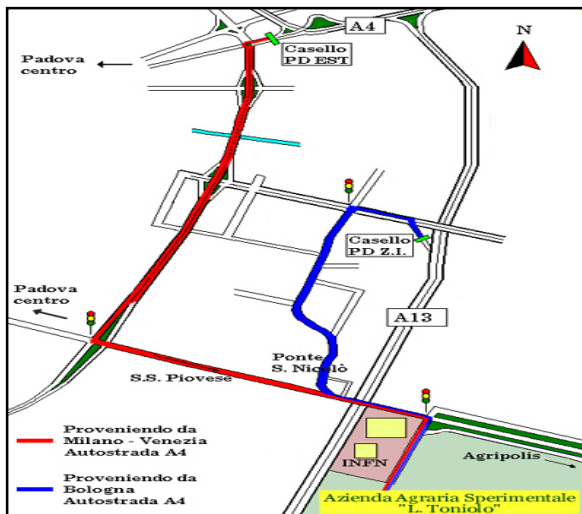 A4
N
Casello
PD EST
Padova
centro
Casello
PD Z.I.
Padova
centro
A13
Ponte
S. Nicolò
S.S. Piovese
Proveniendo da
Milano - Venezia
Autostrada A4
INFN
Agripolis
Proveniendo da
Bologna
Autostrada A4
Azienda Agraria Sperimentale
"L. Toniolo"